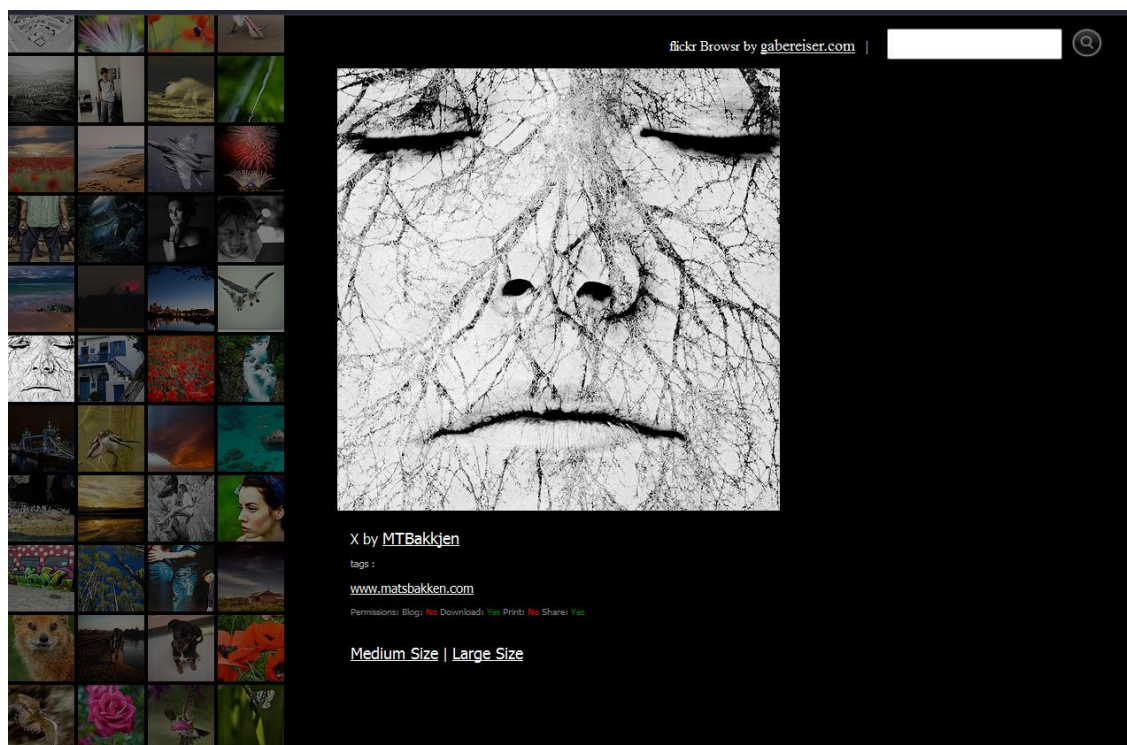 flickr Browsr by gabereiser.com |
X by MTBakkjen
tags :
www.matsbakken.com
Permissions: Blog: No Download: Yes Print: No Share: Yes
Medium Size | Large Size